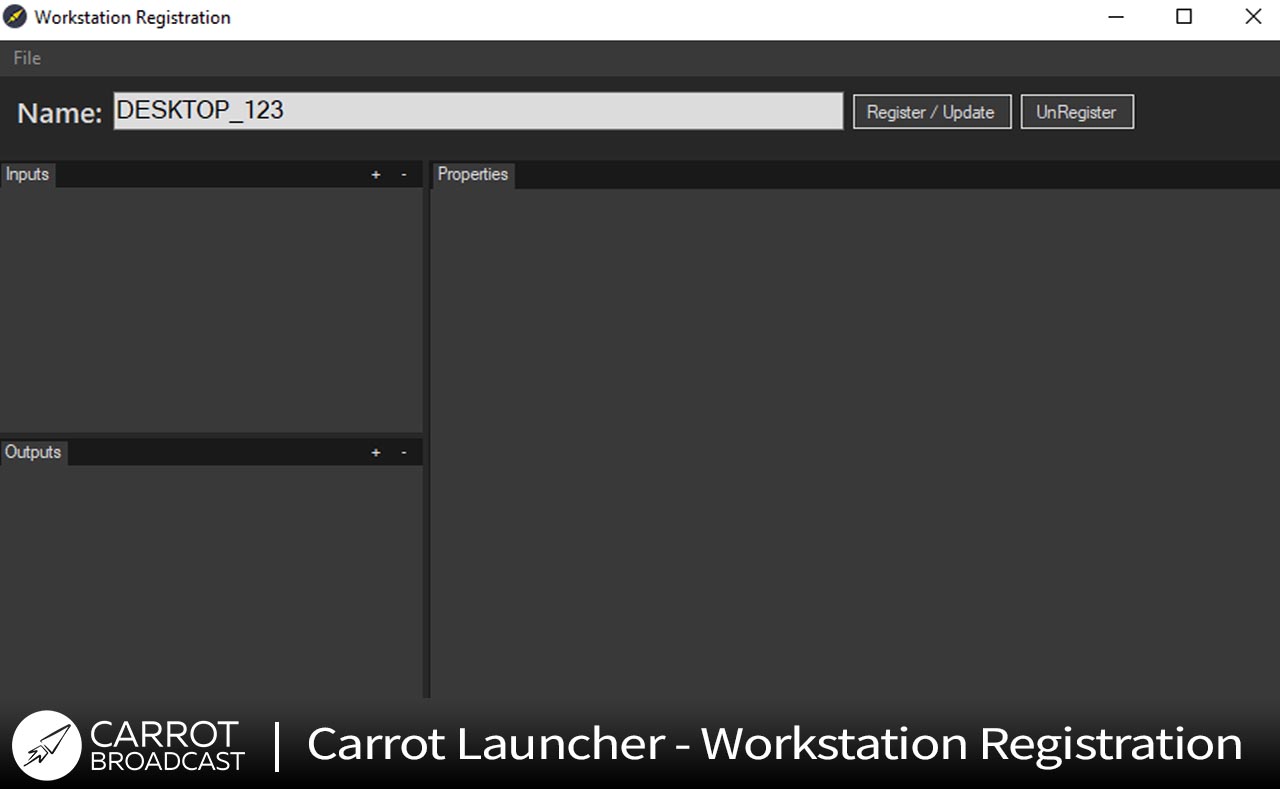 Workstation Registration
File
Name: DESKTOP_123 Register / Update UnRegister
Inputs + - Properties
Outputs + -
CARROT BROADCAST | Carrot Launcher - Workstation Registration